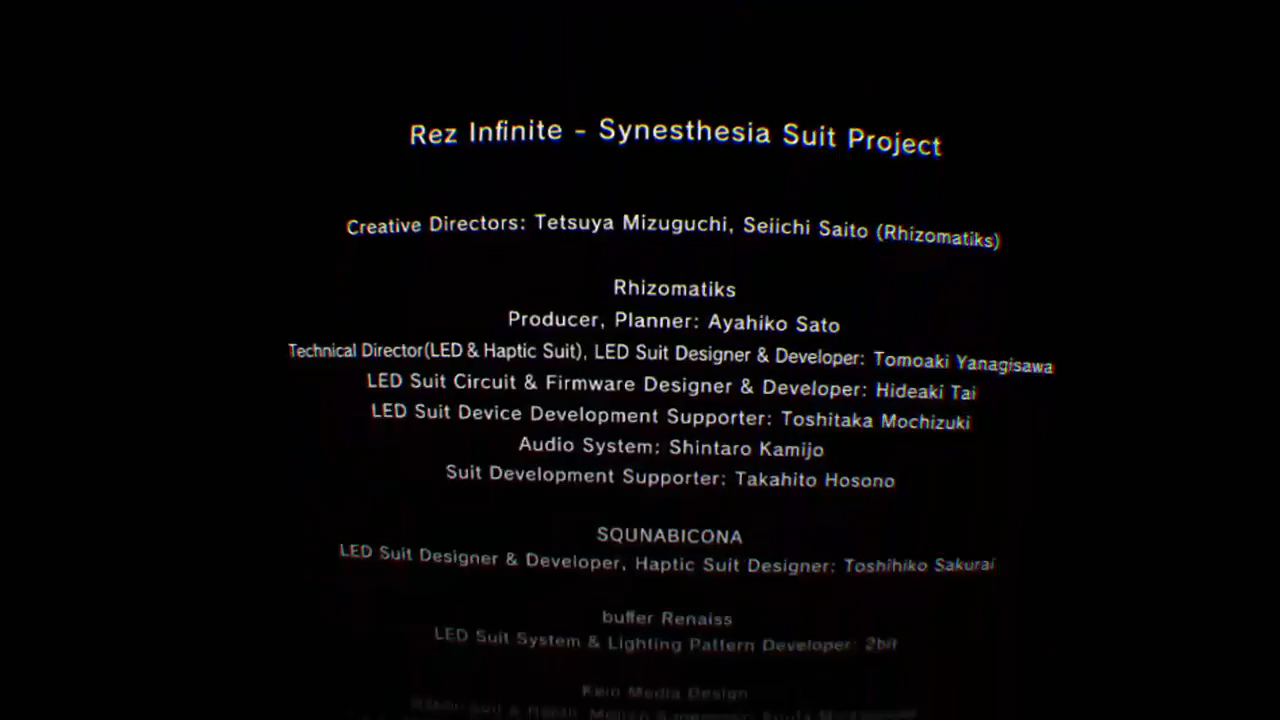 Rez Infinite - Synesthesia Suit Project
Creative Directors: Tetsuya Mizuguchi, Seiichi Saito (Rhizomatiks)
Rhizomatiks
Producer, Planner: Ayahiko Sato
Technical Director(LED & Haptic Suit), LED Suit Designer & Developer: Tomoaki Yanagisawa
LED Suit Circuit & Firmware Designer & Developer: Hideaki Tai
LED Suit Device Development Supporter: Toshitaka Mochizuki
Audio System: Shintaro Kamijo
Suit Development Supporter: Takahito Hosono
SQUNABICONA
LED Suit Designer & Developer, Haptic Suit Designer: Toshihiko Sakurai
buffer Renaiss
LED Suit System & Lighting Pattern Developer: 2bit
Keio Media Design